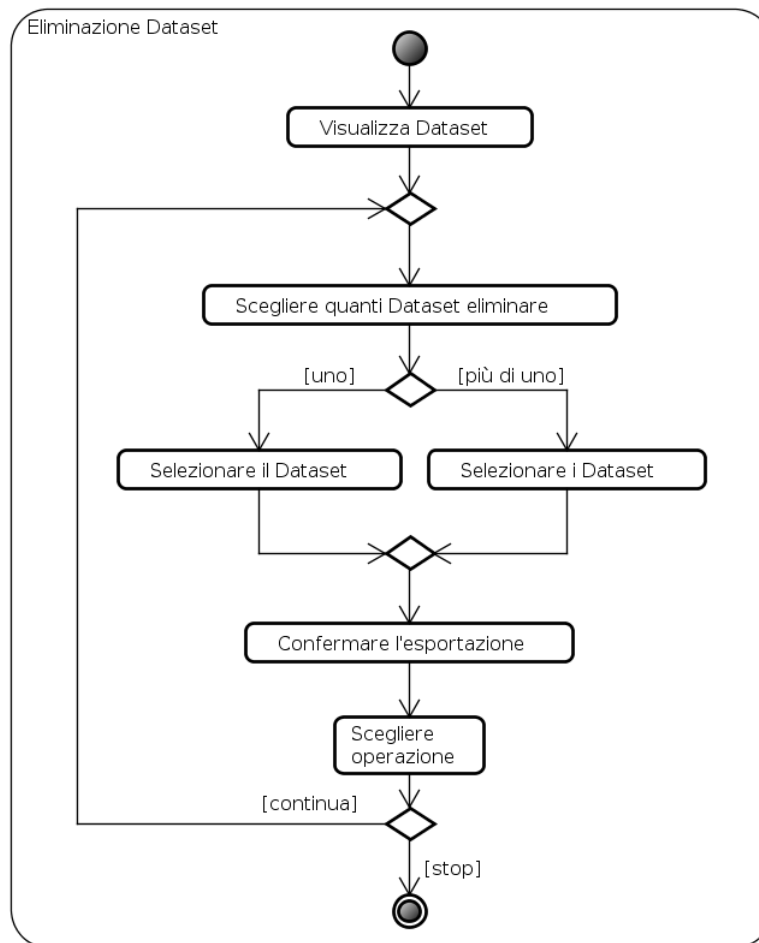 Eliminazione Dataset
Visualizza Dataset
Scegliere quanti Dataset eliminare
[uno]
[più di uno]
Selezionare il Dataset
Selezionare i Dataset
Confermare l'esportazione
Scegliere
operazione
[continua]
[stop]